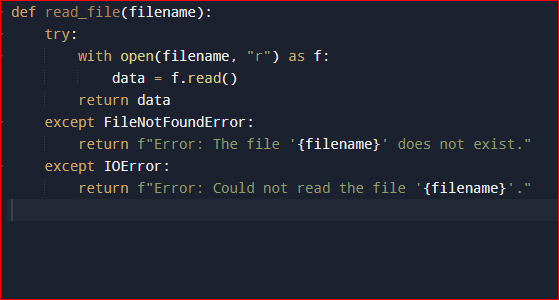 def read_file(filename):
    try:
        with open(filename, "r") as f:
            data = f.read()
        return data
    except FileNotFoundError:
        return f"Error: The file '{filename}' does not exist."
    except IOError:
        return f"Error: Could not read the file '{filename}'."